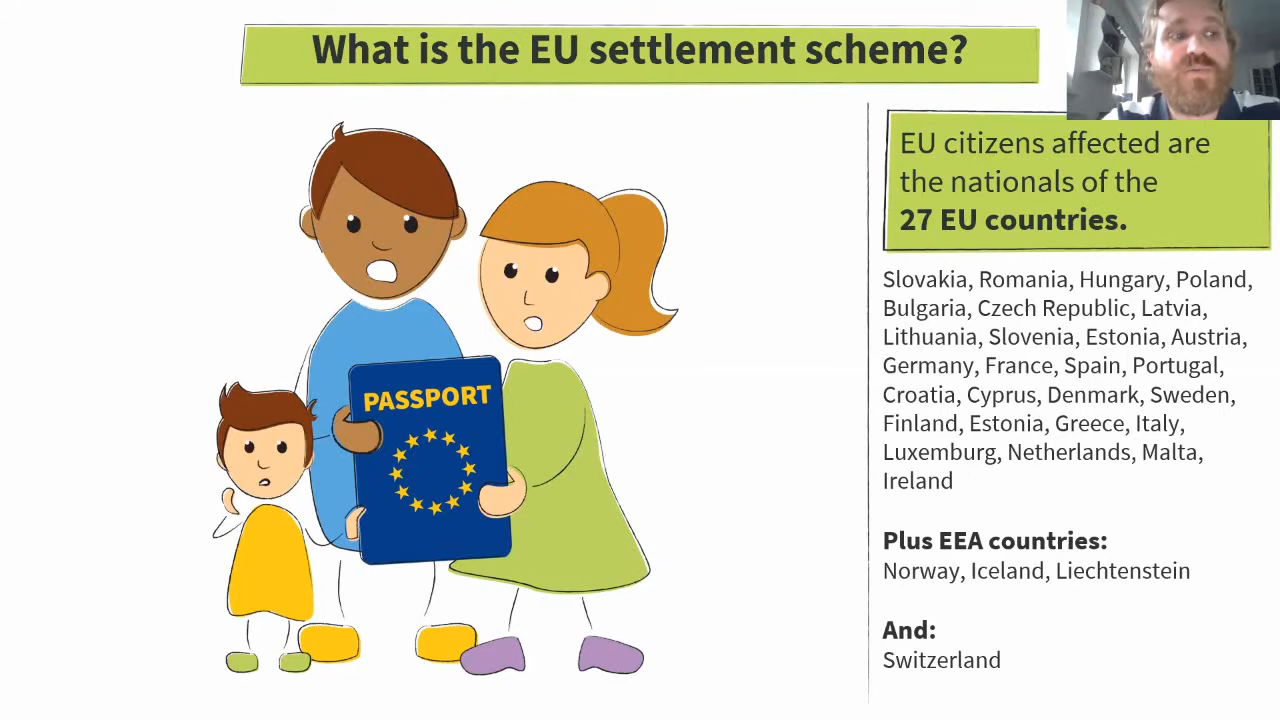 What is the EU settlement scheme?
PASSPORT
EU citizens affected are
the nationals of the
27 EU countries.
Slovakia, Romania, Hungary, Poland,
Bulgaria, Czech Republic, Latvia,
Lithuania, Slovenia, Estonia, Austria,
Germany, France, Spain, Portugal,
Croatia, Cyprus, Denmark, Sweden,
Finland, Estonia, Greece, Italy,
Luxemburg, Netherlands, Malta,
Ireland
Plus EEA countries:
Norway, Iceland, Liechtenstein
And:
Switzerland